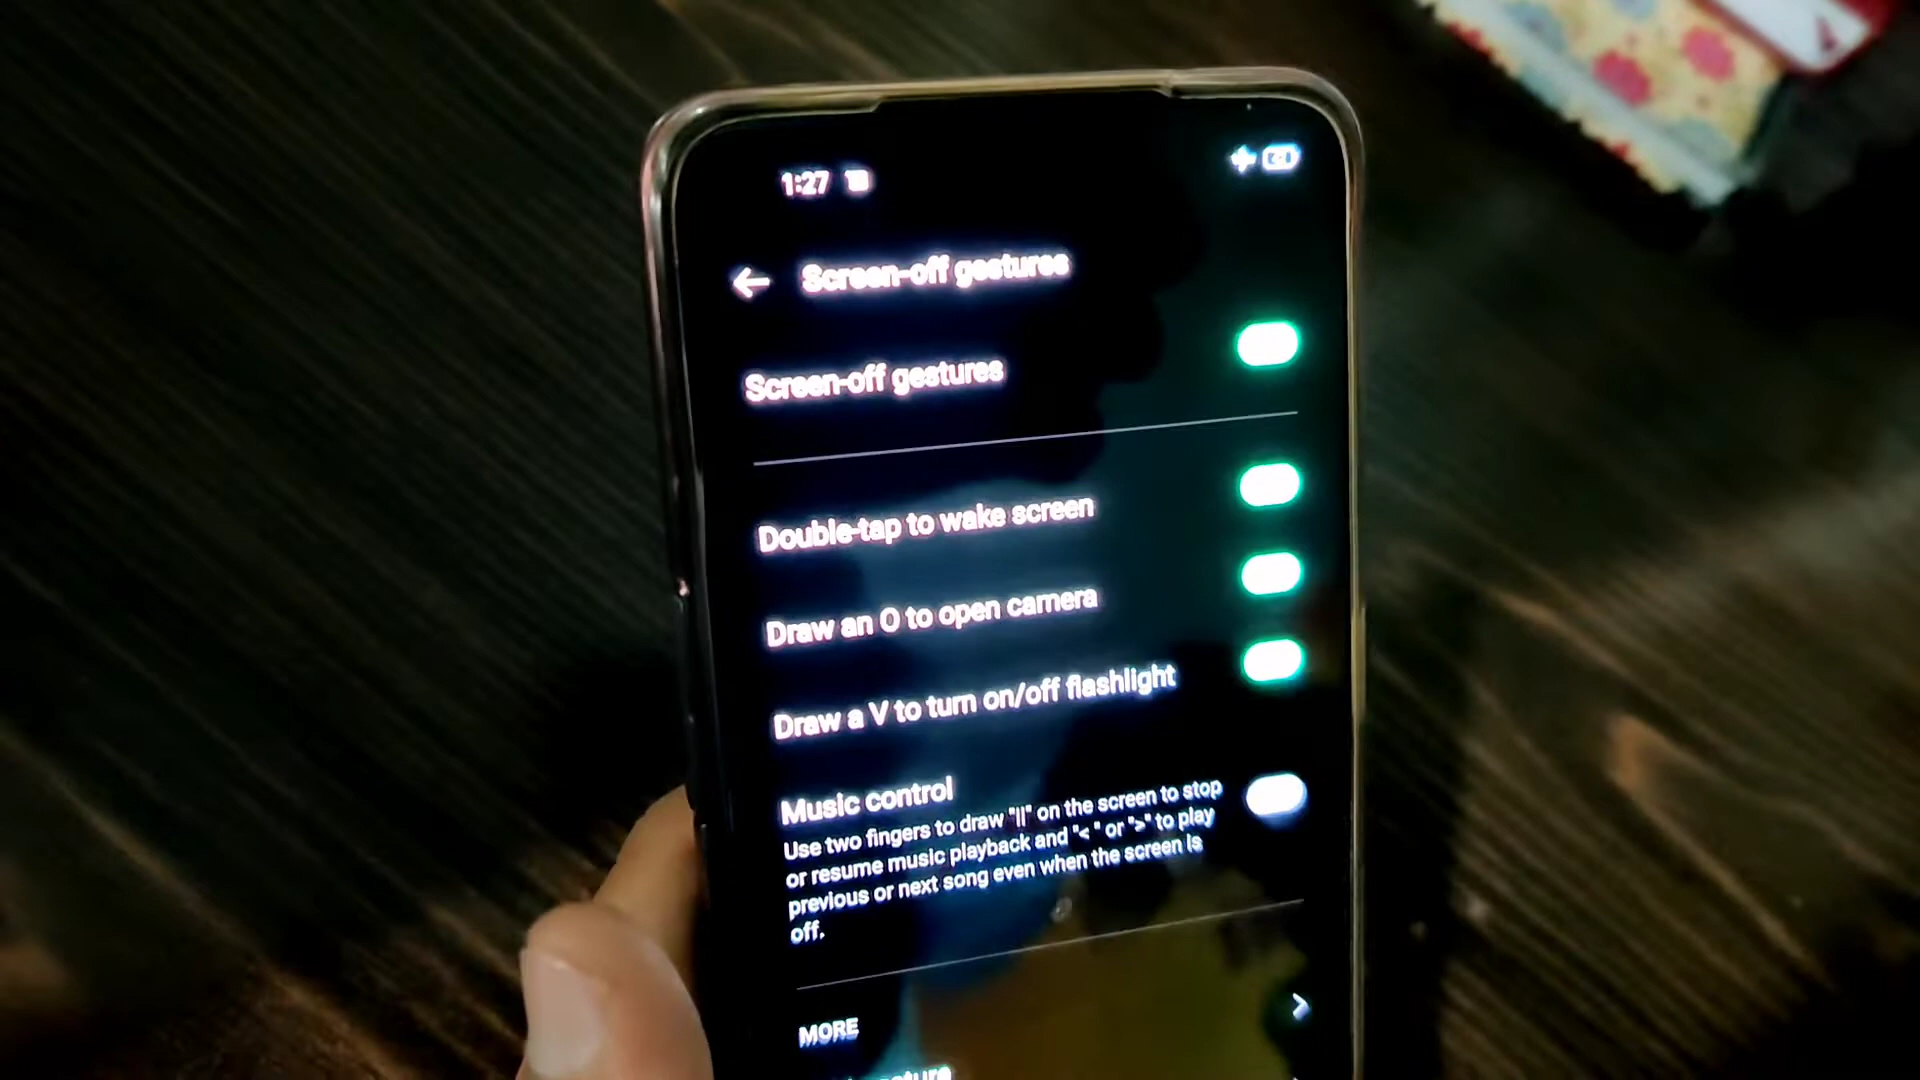 1:27
Screen-off gestures
Screen-off gestures
Double-tap to wake screen
Draw an O to open camera
Draw a V to turn on/off flashlight
Music control
Use two fingers to draw "||" on the screen to stop
or resume music playback and "< " or ">" to play
previous or next song even when the screen is
off.
MORE